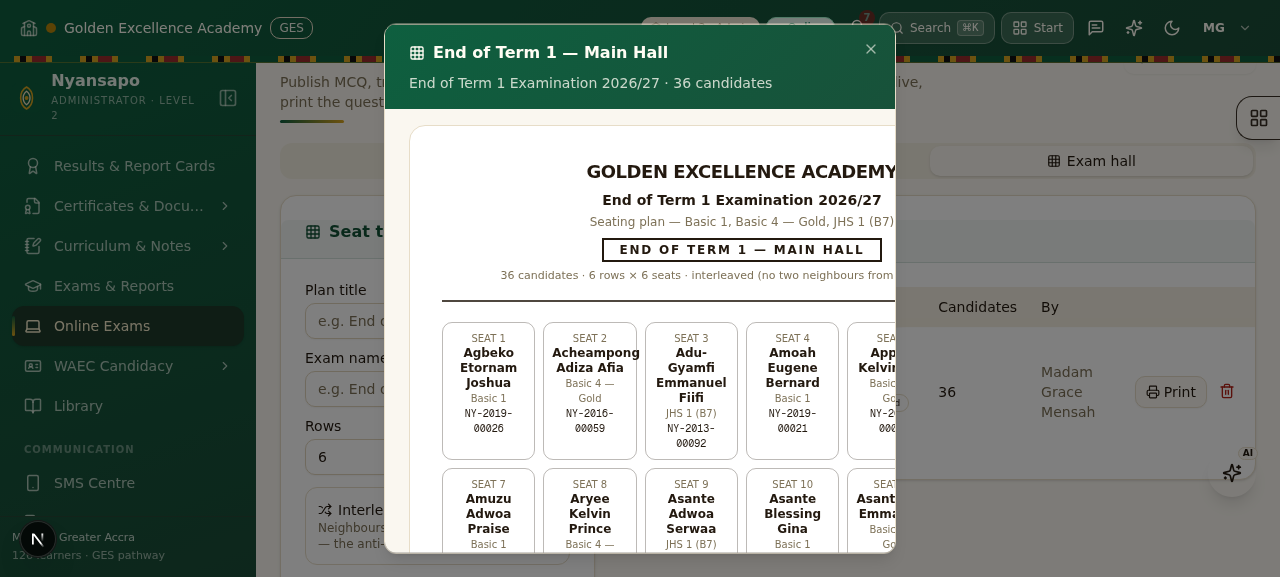 Golden Excellence Academy
GES
7
Search
⌘K
Start
MG
Nyansapo
ADMINISTRATOR · LEVEL
2
Results & Report Cards
Certificates & Docu...
Curriculum & Notes
Exams & Reports
Online Exams
WAEC Candidacy
Library
COMMUNICATION
SMS Centre
Greater Accra
GES pathway
N
Publish MCQ,
print the
Exam hall
Seat
Plan title
e.g. End
Exam name
e.g. End
Rows
6
Neighbours
— the anti-
Candidates
By
36
Madam
Grace
Mensah
Print
AI
End of Term 1 — Main Hall
End of Term 1 Examination 2026/27 · 36 candidates
GOLDEN EXCELLENCE ACADEMY
End of Term 1 Examination 2026/27
Seating plan — Basic 1, Basic 4 — Gold, JHS 1 (B7)
END OF TERM 1 — MAIN HALL
36 candidates · 6 rows × 6 seats · interleaved (no two neighbours from
SEAT 1
Agbeko
Etornam
Joshua
Basic 1
NY-2019-
00026
SEAT 2
Acheampong
Adiza Afia
Basic 4 —
Gold
NY-2016-
00059
SEAT 3
Adu-
Gyamfi
Emmanuel
Fiifi
JHS 1 (B7)
NY-2013-
00092
SEAT 4
Amoah
Eugene
Bernard
Basic 1
NY-2019-
00021
SEAT 7
Amuzu
Adwoa
Praise
Basic 1
SEAT 8
Aryee
Kelvin
Prince
Basic 4 —
SEAT 9
Asante
Adwoa
Serwaa
JHS 1 (B7)
SEAT 10
Asante
Blessing
Gina
Basic 1